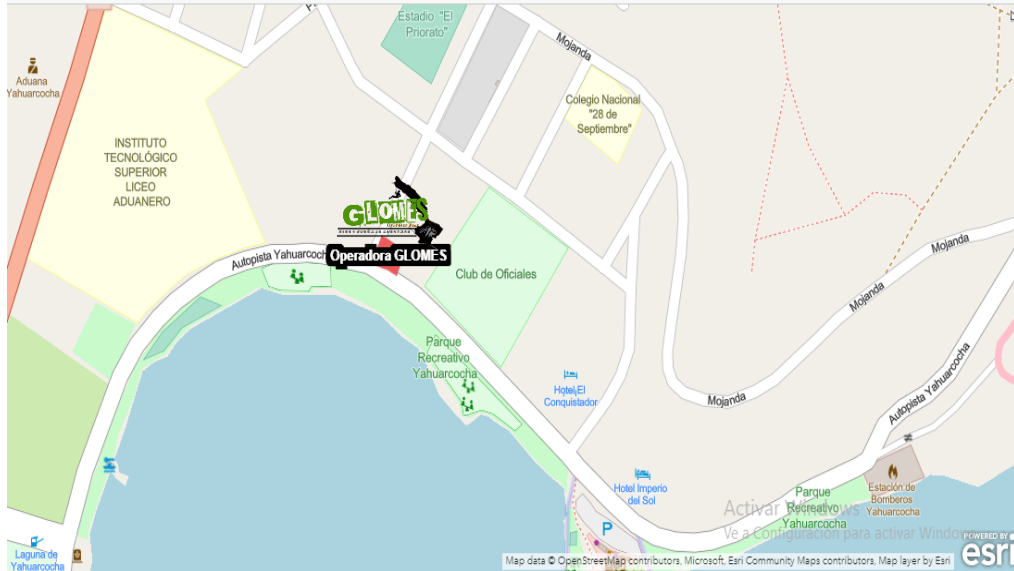 Estadio "El
Priorato"
Mojanda
Aduana
Yahuarcocha
Colegio Nacional
"28 de
Septiembre"
INSTITUTO
TECNOLÓGICO
SUPERIOR
LICEO
ADUANERO
GLOMES
Operadora GLOMES
Autopista Yahuarcoch
Club de Oficiales
Mojanda
Mojanda
Parque
Recreativo
Yahuarcocha
Hotel El
Conquistador
Mojanda
Autopista Yahuarcocha
Hotel Imperio
del Sol
P
Estación de
Bomberos
Yahuarcocha
Parque
Recreativo
Yahuarcocha
Activar Windows
Ve a Configuración para activar Windows
Laguna de
Yahuarcocha
Map data © OpenStreetMap contributors, Microsoft, Esri Community Maps contributors, Map layer by Esri
POWERED BY
esri